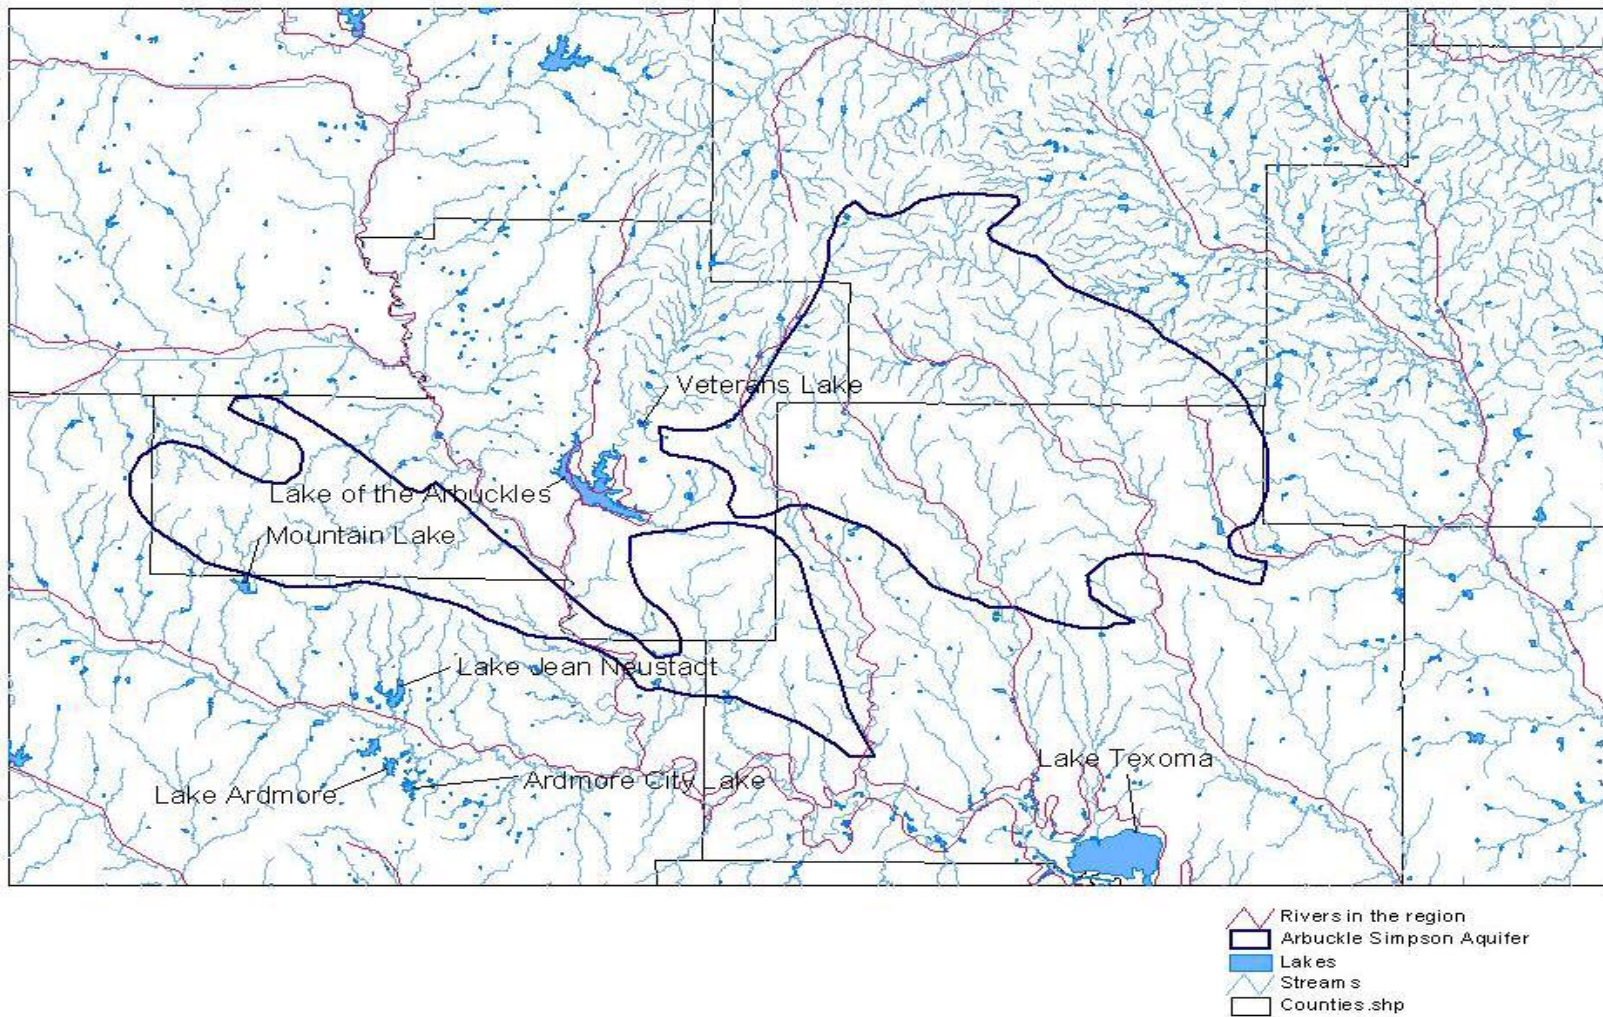 Veterans Lake
Lake of the Arbuckles
Mountain Lake
Lake Jean Neustadt
Lake Texoma
Ardmore City Lake
Lake Ardmore
Rivers in the region
Arbuckle Simpson Aquifer
Lakes
Streams
Counties.shp